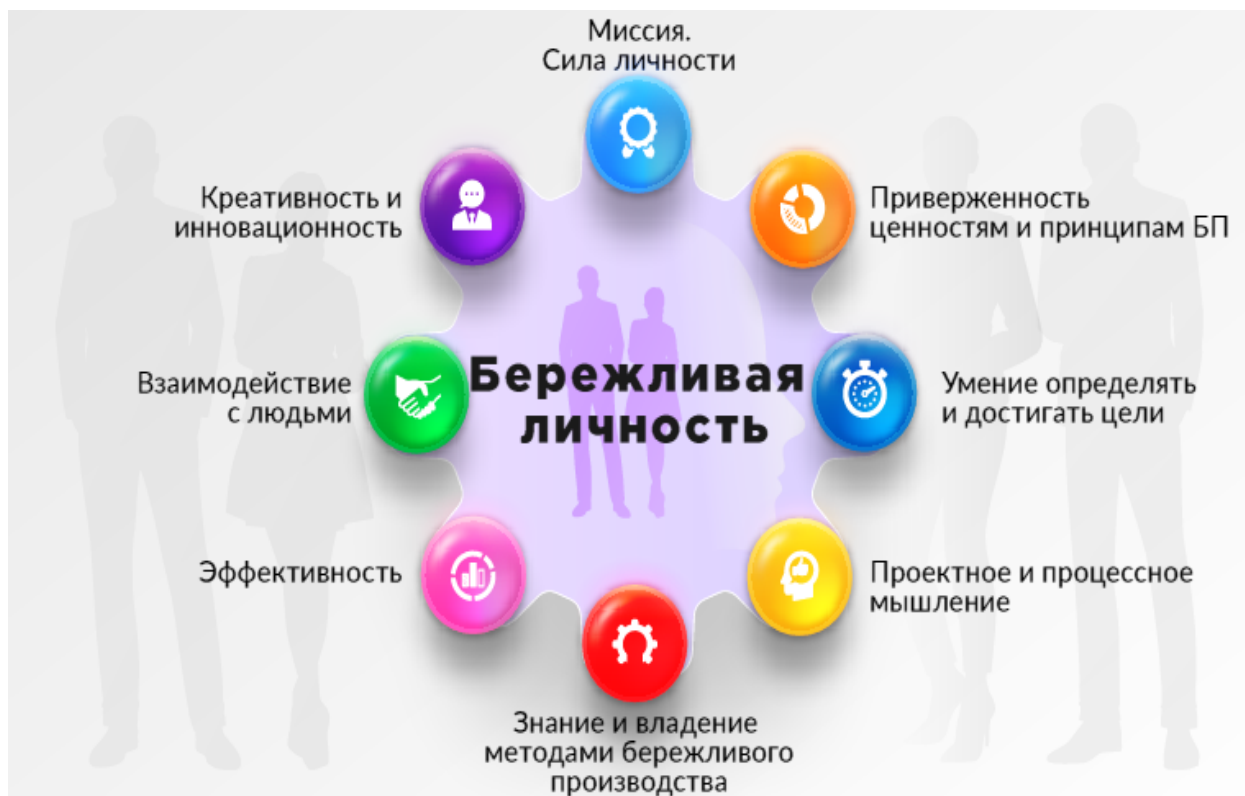 Миссия.
Сила личности
Креативность и
инновационность
Приверженность
ценностям и принципам БП
Взаимодействие
с людьми
Бережливая
личность
Умение определять
и достигать цели
Эффективность
Проектное и процессное
мышление
Знание и владение
методами бережливого
производства